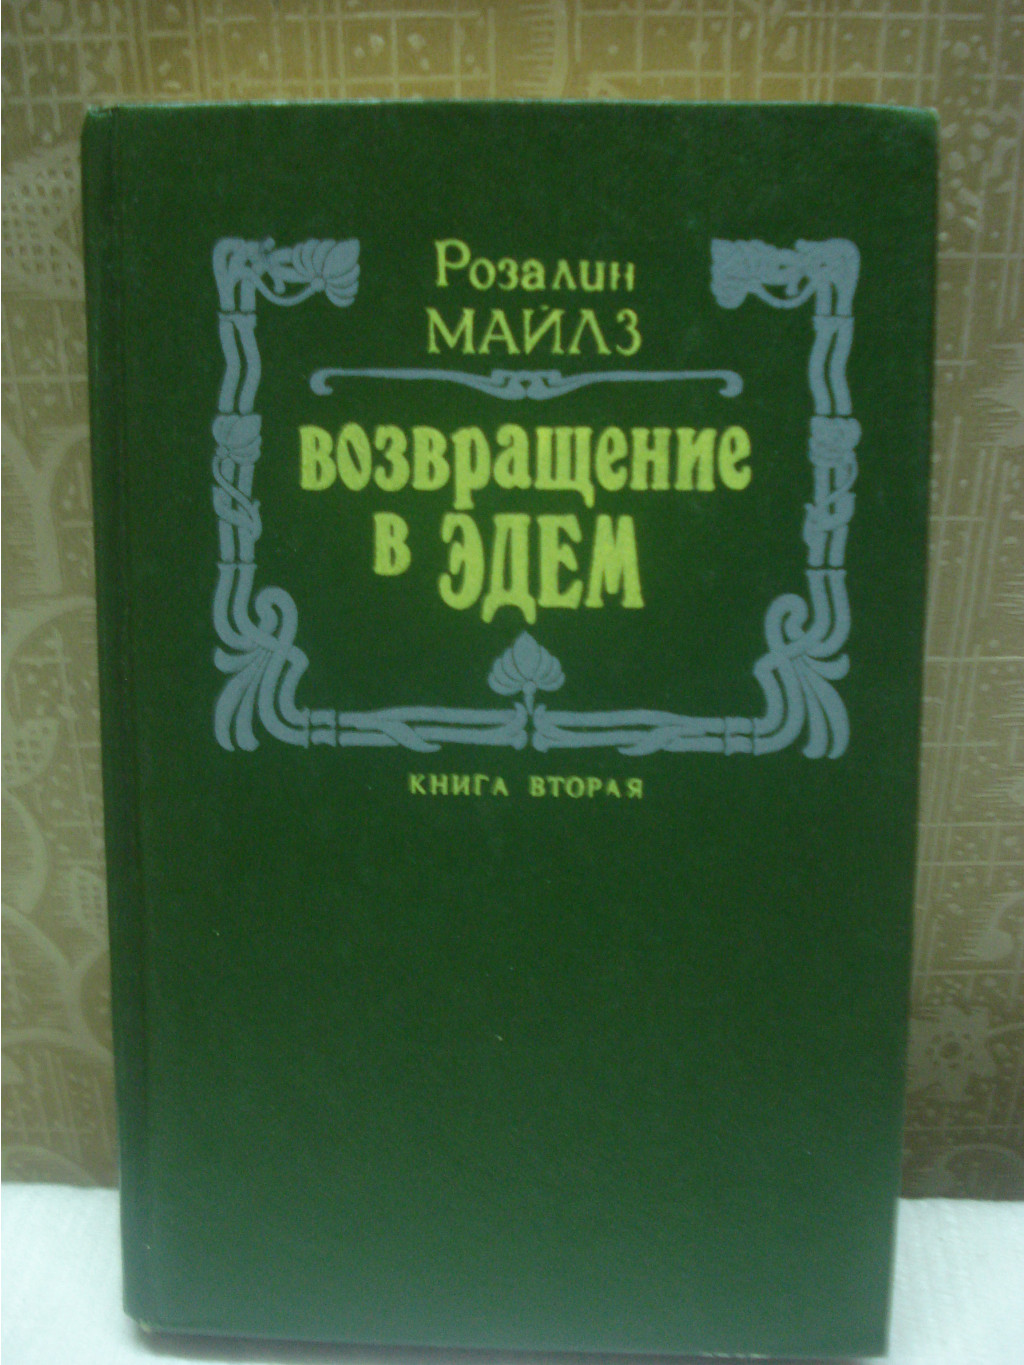 Розалин
МАЙЛЗ
Возвращение
в ЭДЕМ
КНИГА ВТОРАЯ